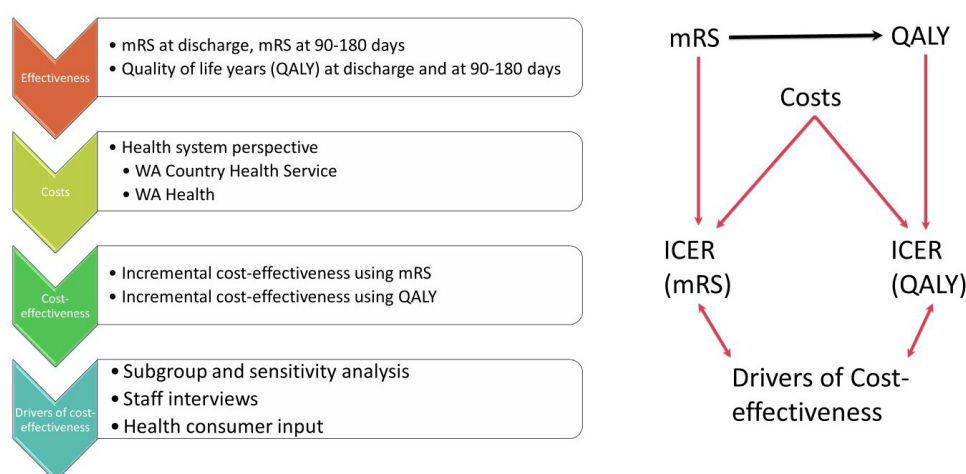 Effectiveness
• mRS at discharge, mRS at 90-180 days
• Quality of life years (QALY) at discharge and at 90-180 days
Costs
• Health system perspective
• WA Country Health Service
• WA Health
Cost-
effectiveness
• Incremental cost-effectiveness using mRS
• Incremental cost-effectiveness using QALY
Drivers of cost-
effectiveness
• Subgroup and sensitivity analysis
• Staff interviews
• Health consumer input
mRS
QALY
Costs
ICER
(mRS)
ICER
(QALY)
Drivers of Cost-
effectiveness